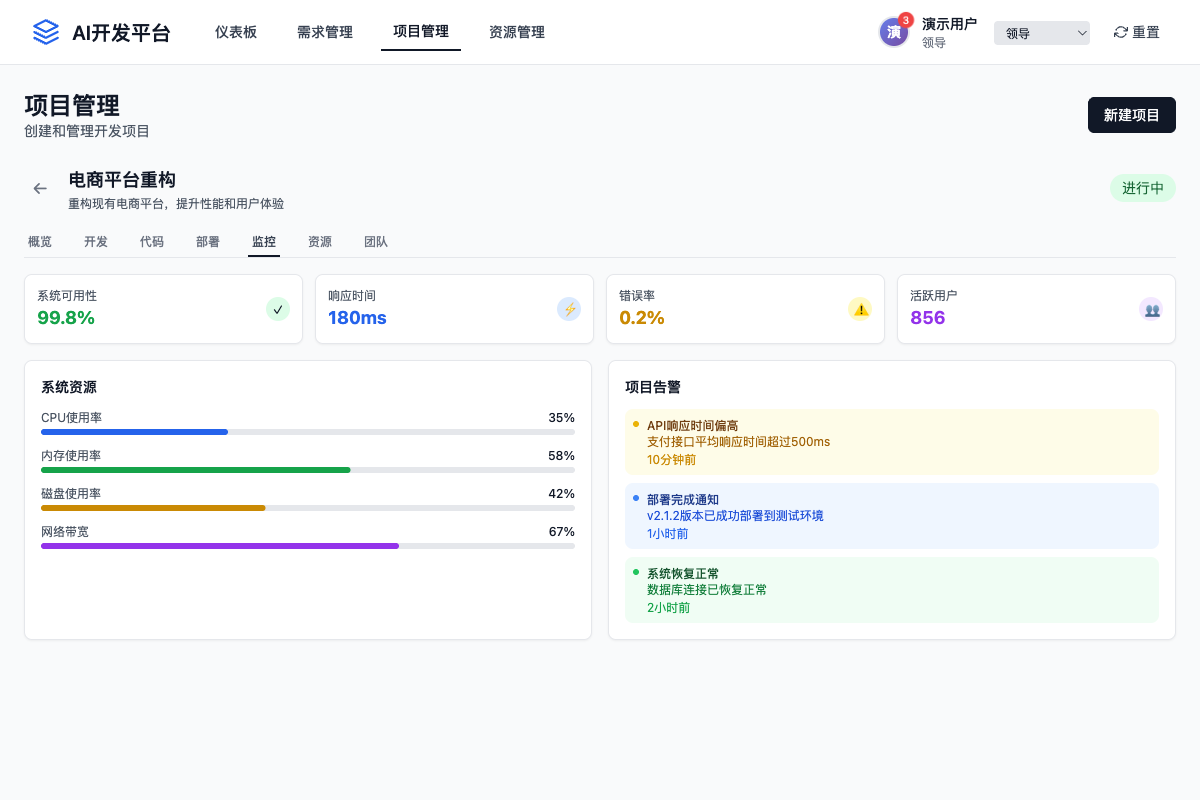 AI开发平台
仪表板
需求管理
项目管理
资源管理
演
3
演示用户
领导
领导
重置
项目管理
创建和管理开发项目
新建项目
电商平台重构
重构现有电商平台，提升性能和用户体验
进行中
概览
开发
代码
部署
监控
资源
团队
系统可用性
99.8%
响应时间
180ms
错误率
0.2%
活跃用户
856
系统资源
CPU使用率
35%
内存使用率
58%
磁盘使用率
42%
网络带宽
67%
项目告警
API响应时间偏高
支付接口平均响应时间超过500ms
10分钟前
部署完成通知
v2.1.2版本已成功部署到测试环境
1小时前
系统恢复正常
数据库连接已恢复正常
2小时前